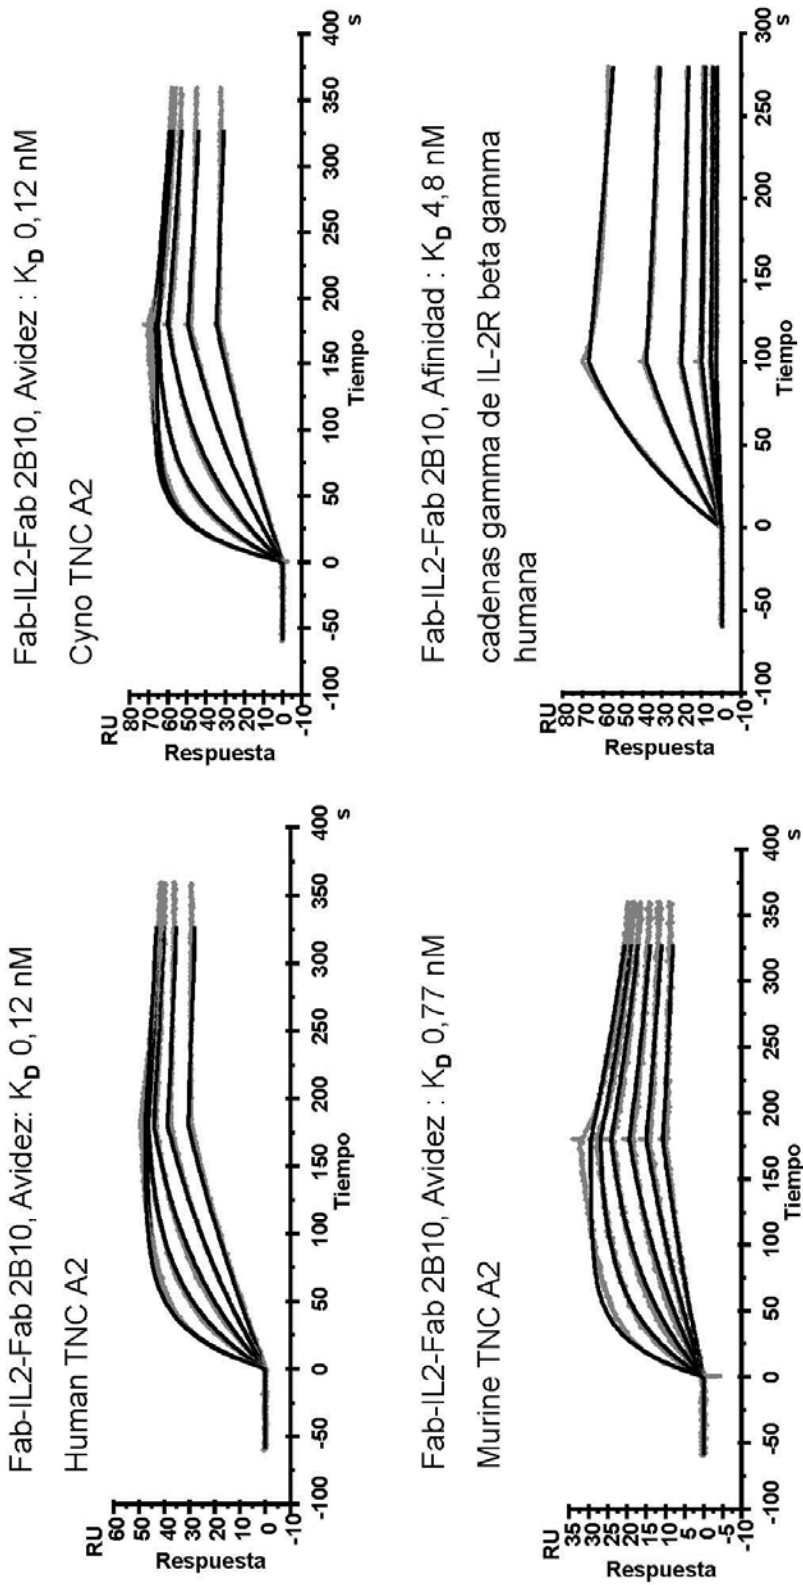 Fab-IL2-Fab 2B10, Avidez: K_D 0,12 nM
Human TNC A2
RU
60
50
40
30
20
10
0
-10
Respuesta
-100 -50 0 50 100 150 200 250 300 350 400
Tiempo
s
Fab-IL2-Fab 2B10, Avidez : K_D 0,12 nM
Cyno TNC A2
RU
80
70
60
50
40
30
20
10
0
-10
Respuesta
-100 -50 0 50 100 150 200 250 300 350 400
Tiempo
s
Fab-IL2-Fab 2B10, Avidez : K_D 0,77 nM
Murine TNC A2
RU
35
30
25
20
15
10
5
0
-5
-10
Respuesta
-100 -50 0 50 100 150 200 250 300 350 400
Tiempo
s
Fab-IL2-Fab 2B10, Afinidad : K_D 4,8 nM
cadenas gamma de IL-2R beta gamma
humana
RU
80
70
60
50
40
30
20
10
0
-10
Respuesta
-100 -50 0 50 100 150 200 250 300
Tiempo
s